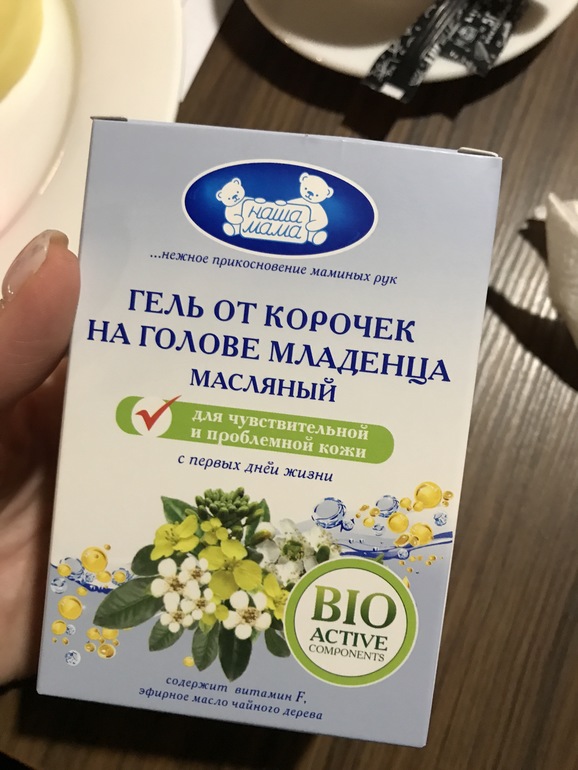 наша
мама
...нежное прикосновение маминых рук
ГЕЛЬ ОТ КОРОЧЕК
НА ГОЛОВЕ МЛАДЕНЦА
МАСЛЯНЫЙ
для чувствительной
и проблемной кожи
с первых дней жизни
BIO
ACTIVE
COMPONENTS
содержит витамин F,
эфирное масло чайного дерева